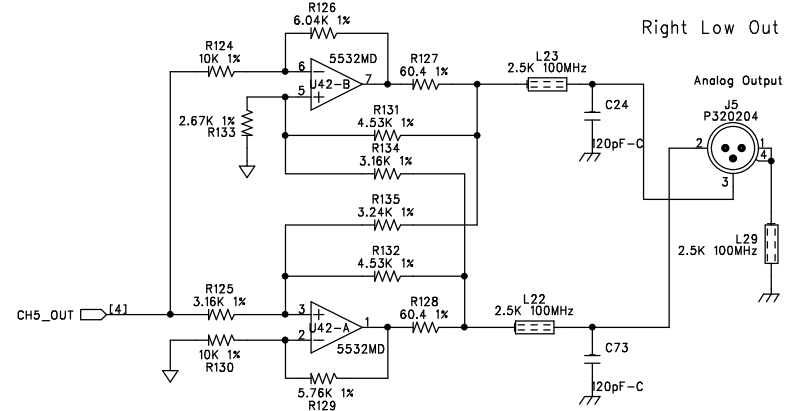 R126
6.04K 1%
Right Low Out
R124
10K 1%
5532MD
R127
60.4 1%
L23
2.5K 100MHz
6
U42-B
7
5
Analog Output
J5
P320204
2.67K 1%
R133
R131
4.53K 1%
C24
R134
3.16K 1%
120pF-C
2
1
4
3
R135
3.24K 1%
R132
4.53K 1%
L29
2.5K 100MHz
R125
3.16K 1%
R128
60.4 1%
L22
2.5K 100MHz
CH5_OUT
[4]
3
U42-A
1
2
5532MD
10K 1%
R130
C73
5.76K 1%
R129
120pF-C